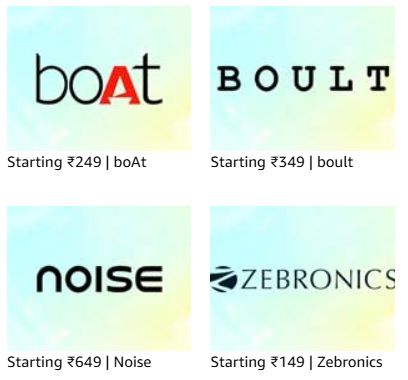 boAt
BOULT
Starting ₹249 | boAt
Starting ₹349 | boult
noise
ZEBRONICS
Starting ₹649 | Noise
Starting ₹149 | Zebronics